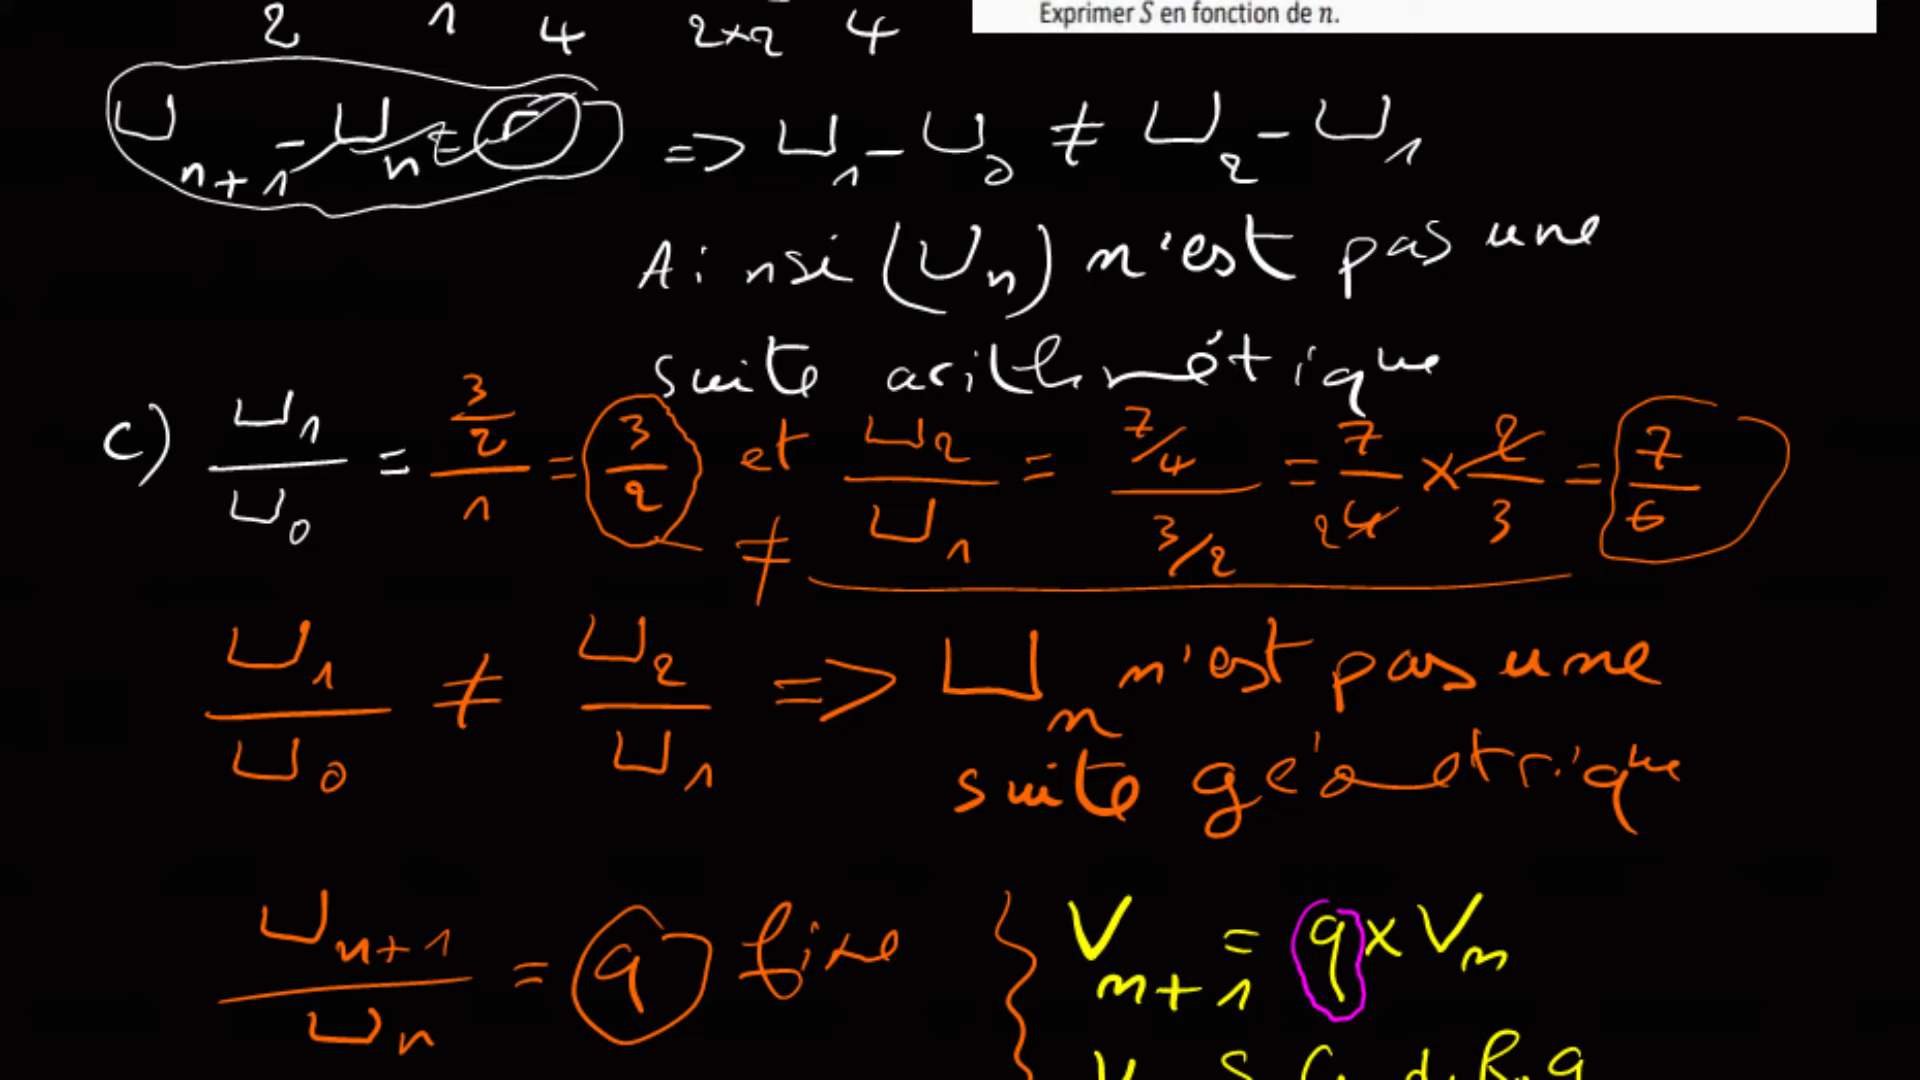 Exprimer S en fonction de n.
2 1 4 2×2 4
U_{n+1} - U_n = r => U_1 - U_0 ≠ U_2 - U_1
Ainsi (U_n) n'est pas une
suite arithmétique
c) U_1/U_0 = (3/2)/1 = 3/2 et U_2/U_1 = (7/4)/(3/2) = 7/4 2 × 2/3 = 7/6
≠
U_1/U_0 ≠ U_2/U_1 => U_n n'est pas une
suite géométrique
U_{n+1}/U_n = q fixe V_{n+1} = q × V_n